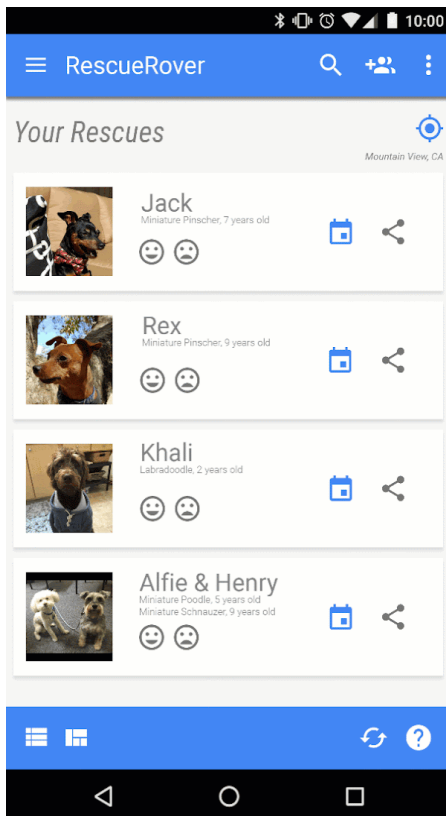 10:00
RescueRover
Your Rescues
Mountain View, CA
Jack
Miniature Pinscher, 7 years old
Rex
Miniature Pinscher, 9 years old
Khali
Labradoodle, 2 years old
Alfie & Henry
Miniature Poodle, 5 years old
Miniature Schnauzer, 9 years old